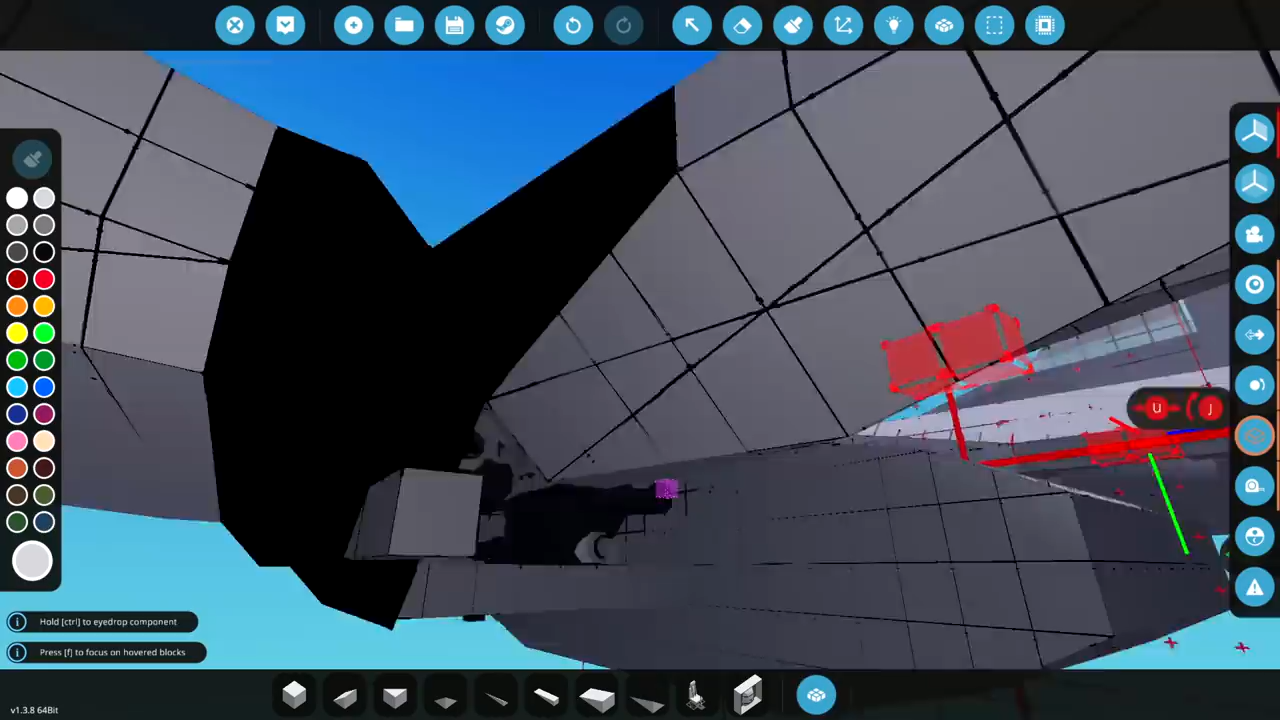 U J
Hold [ctrl] to eyedrop component
Press [f] to focus on hovered blocks
v1.3.8 64Bit